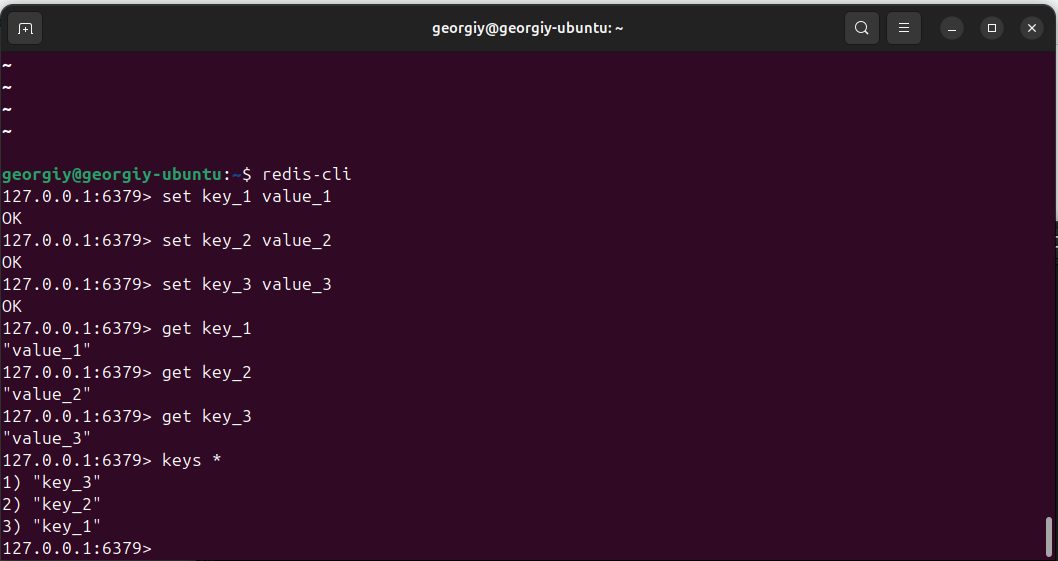 georgiy@georgiy-ubuntu: ~
~
~
~
~
georgiy@georgiy-ubuntu:~$ redis-cli
127.0.0.1:6379> set key_1 value_1
OK
127.0.0.1:6379> set key_2 value_2
OK
127.0.0.1:6379> set key_3 value_3
OK
127.0.0.1:6379> get key_1
"value_1"
127.0.0.1:6379> get key_2
"value_2"
127.0.0.1:6379> get key_3
"value_3"
127.0.0.1:6379> keys *
1) "key_3"
2) "key_2"
3) "key_1"
127.0.0.1:6379>